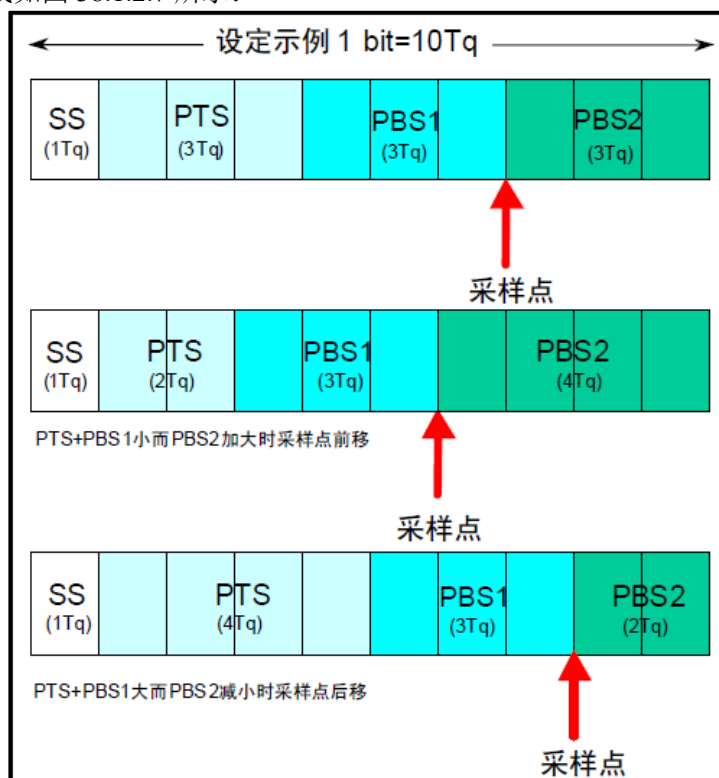 设定示例 1 bit=10Tq
SS PTS PBS1 PBS2
(1Tq) (3Tq) (3Tq) (3Tq)
采样点
SS PTS PBS1 PBS2
(1Tq) (2Tq) (3Tq) (4Tq)
PTS+PBS1小而PBS2加大时采样点前移
采样点
SS PTS PBS1 PBS2
(1Tq) (4Tq) (3Tq) (2Tq)
PTS+PBS1大而PBS2减小时采样点后移
采样点